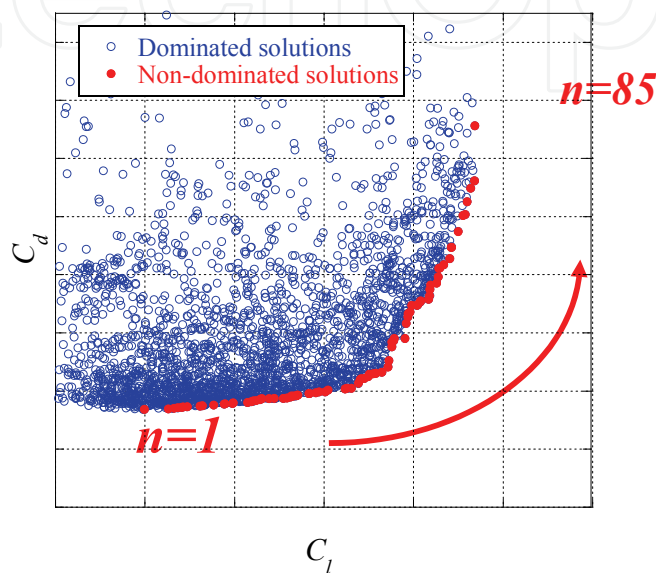 Dominated solutions
Non-dominated solutions
n=85
C_d
n=1
C_l